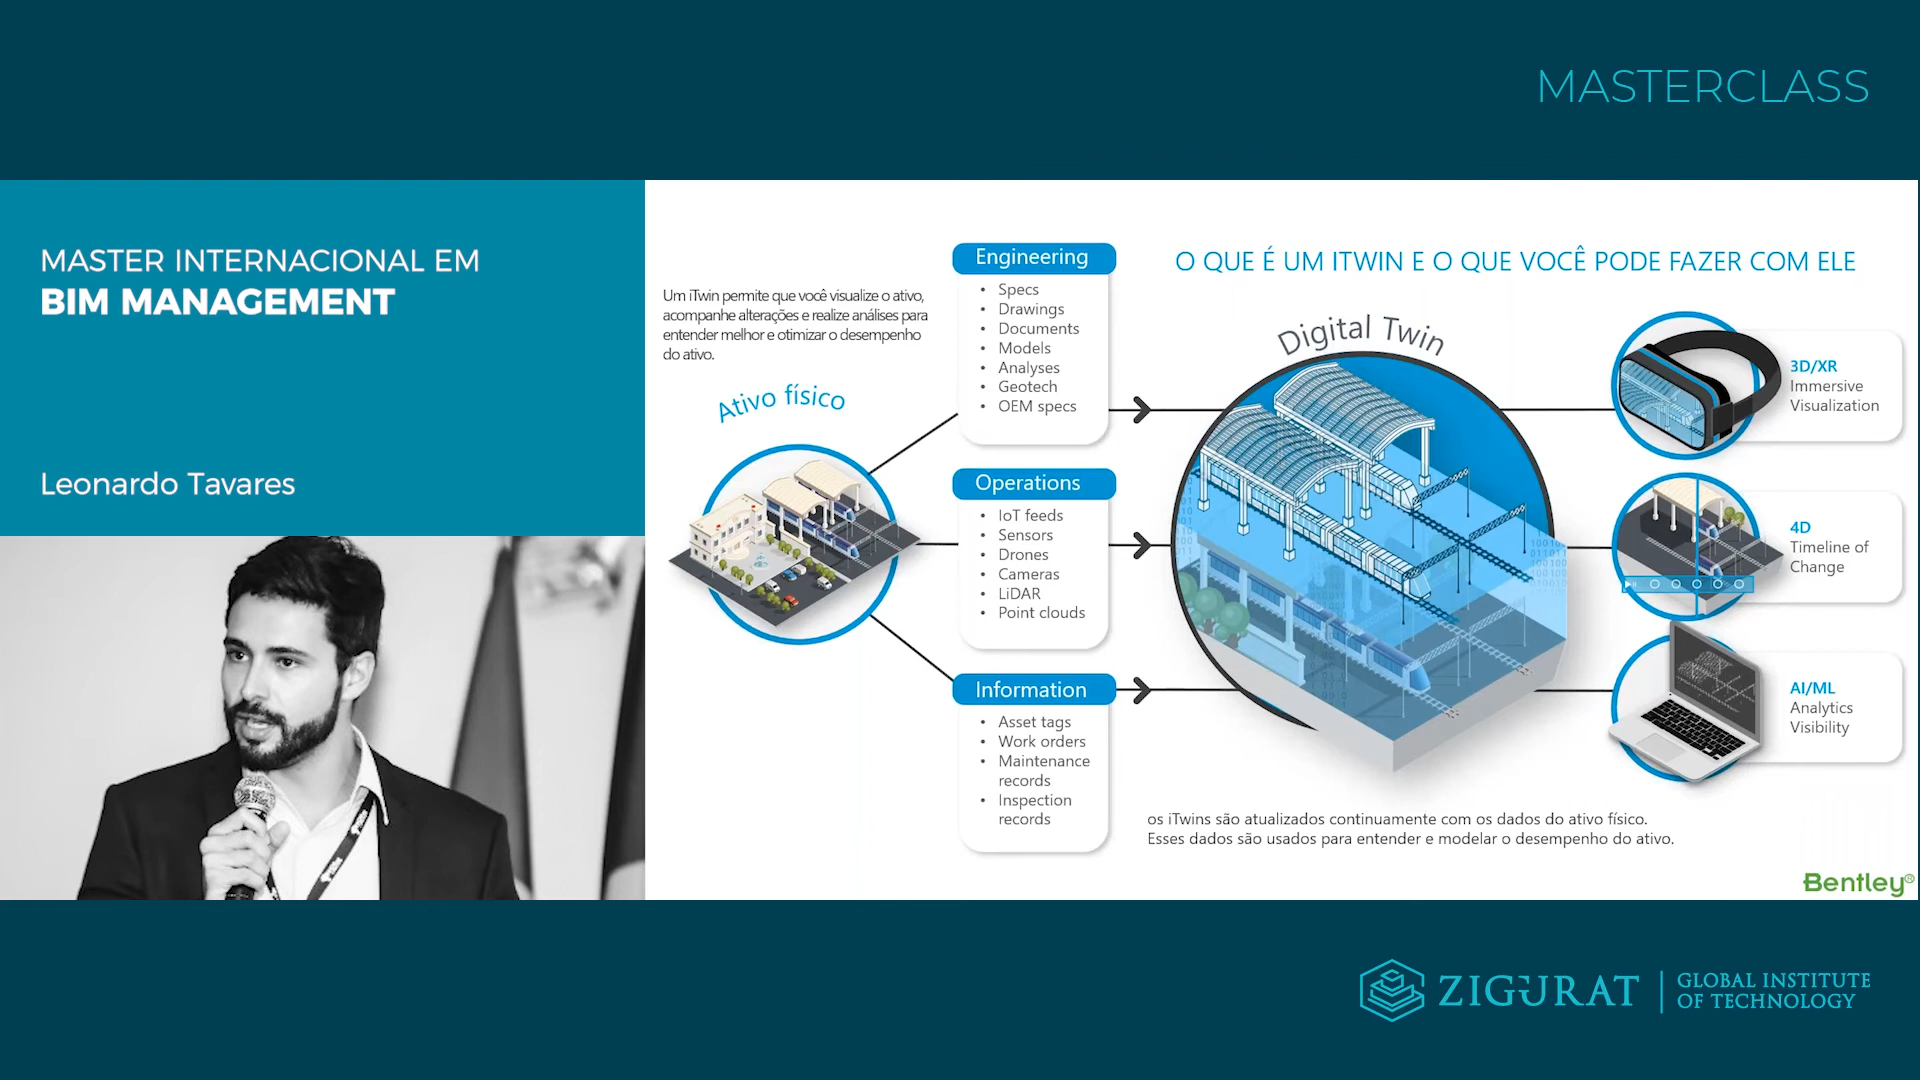 MASTERCLASS
MASTER INTERNACIONAL EM
BIM MANAGEMENT
Leonardo Tavares
O QUE É UM ITWIN E O QUE VOCÊ PODE FAZER COM ELE
Um iTwin permite que você visualize o ativo,
acompanhe alterações e realize análises para
entender melhor e otimizar o desempenho
do ativo.
Ativo físico
Engineering
• Specs
• Drawings
• Documents
• Models
• Analyses
• Geotech
• OEM specs
Operations
• IoT feeds
• Sensors
• Drones
• Cameras
• LiDAR
• Point clouds
Information
• Asset tags
• Work orders
• Maintenance
records
• Inspection
records
Digital Twin
3D/XR
Immersive
Visualization
4D
Timeline of
Change
AI/ML
Analytics
Visibility
os iTwins são atualizados continuamente com os dados do ativo físico.
Esses dados são usados para entender e modelar o desempenho do ativo.
Bentley®
ZIGURAT
GLOBAL INSTITUTE
OF TECHNOLOGY